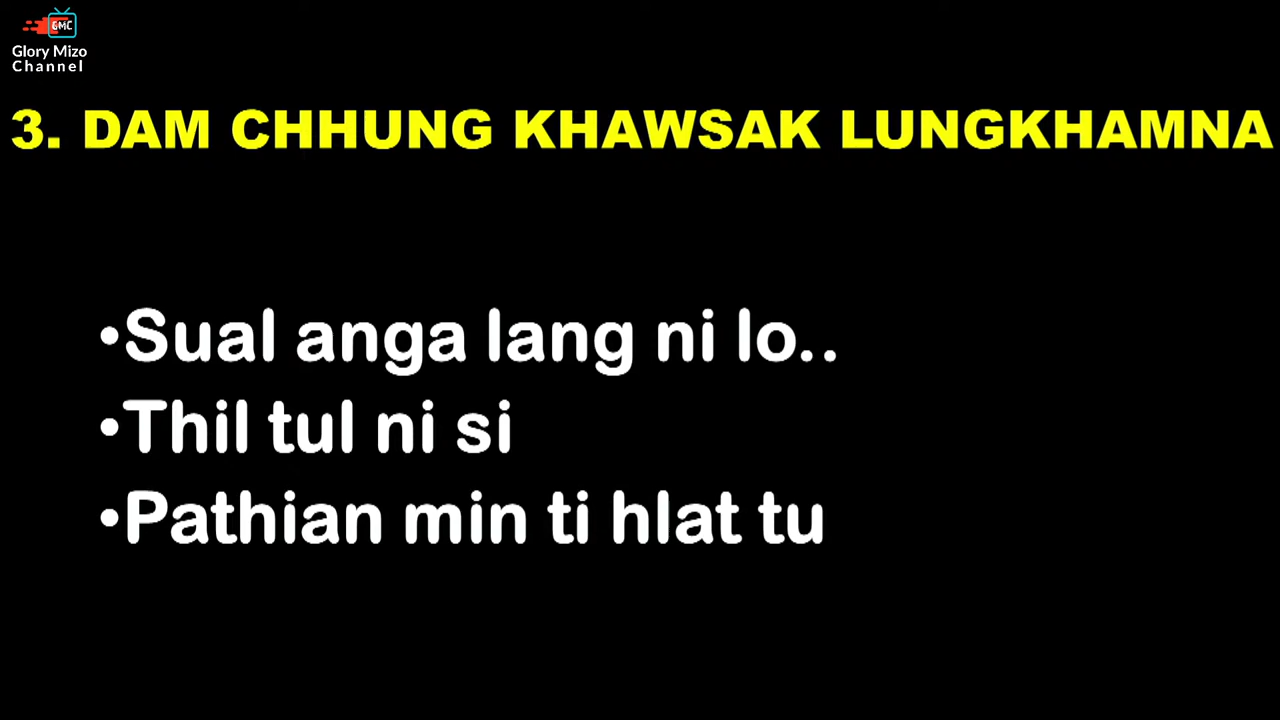 GMC
Glory Mizo
Channel
3. DAM CHHUNG KHAWSAK LUNGKHAMNA
•Sual anga lang ni lo..
•Thil tul ni si
•Pathian min ti hlat tu